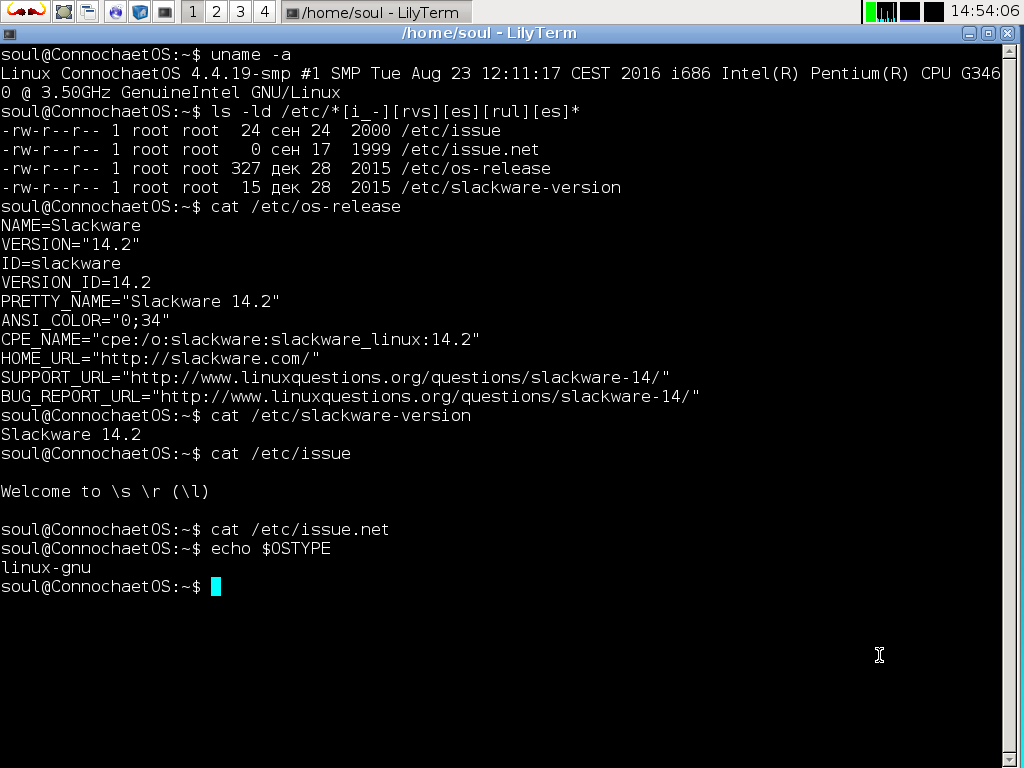 1 2 3 4 /home/soul - LilyTerm 14:54:06
/home/soul - LilyTerm
soul@ConnochaetOS:~$ uname -a
Linux ConnochaetOS 4.4.19-smp #1 SMP Tue Aug 23 12:11:17 CEST 2016 i686 Intel(R) Pentium(R) CPU G346
0 @ 3.50GHz GenuineIntel GNU/Linux
soul@ConnochaetOS:~$ ls -ld /etc/*[i_-][rvs][es][rul][es]*
-rw-r--r-- 1 root root  24 сен 24  2000 /etc/issue
-rw-r--r-- 1 root root   0 сен 17  1999 /etc/issue.net
-rw-r--r-- 1 root root 327 дек 28  2015 /etc/os-release
-rw-r--r-- 1 root root  15 дек 28  2015 /etc/slackware-version
soul@ConnochaetOS:~$ cat /etc/os-release
NAME=Slackware
VERSION="14.2"
ID=slackware
VERSION_ID=14.2
PRETTY_NAME="Slackware 14.2"
ANSI_COLOR="0;34"
CPE_NAME="cpe:/o:slackware:slackware_linux:14.2"
HOME_URL="http://slackware.com/"
SUPPORT_URL="http://www.linuxquestions.org/questions/slackware-14/"
BUG_REPORT_URL="http://www.linuxquestions.org/questions/slackware-14/"
soul@ConnochaetOS:~$ cat /etc/slackware-version
Slackware 14.2
soul@ConnochaetOS:~$ cat /etc/issue
Welcome to \s \r (\l)
soul@ConnochaetOS:~$ cat /etc/issue.net
soul@ConnochaetOS:~$ echo $OSTYPE
linux-gnu
soul@ConnochaetOS:~$